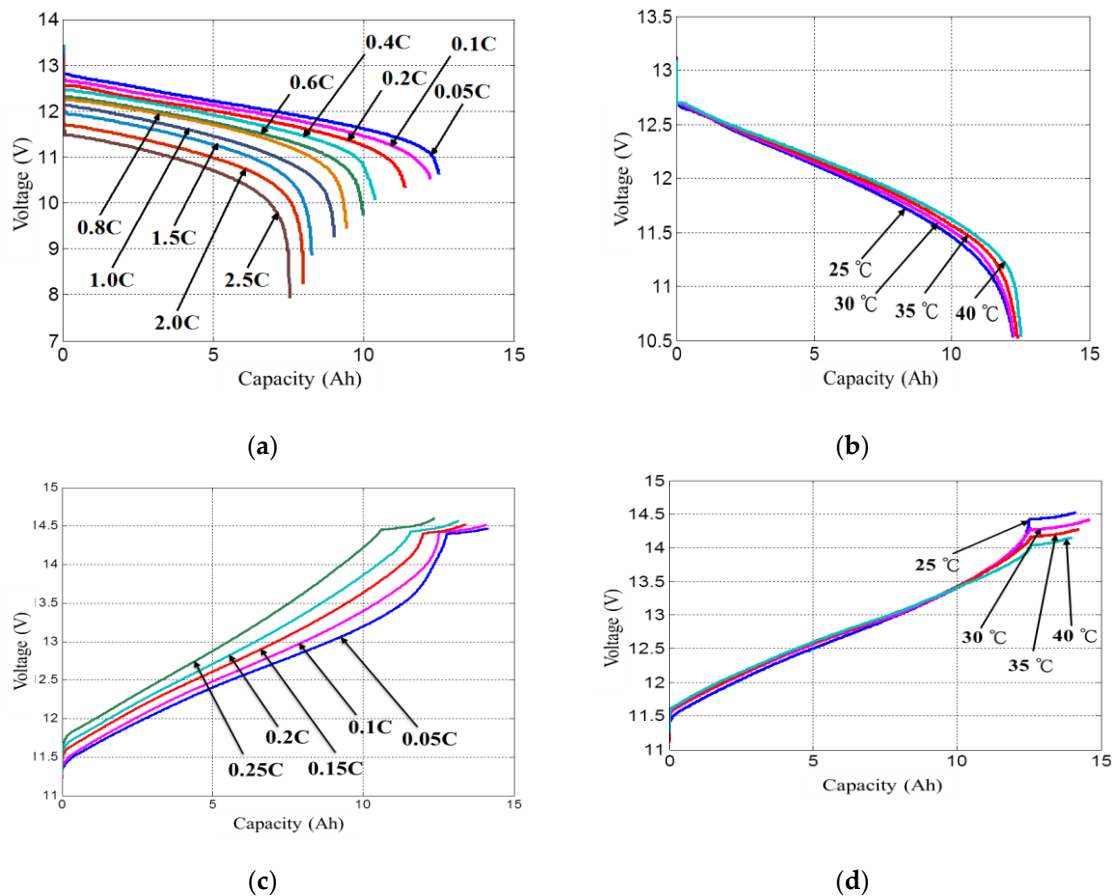 14
13
12
11
10
9
8
7
0
5
10
15
Voltage (V)
Capacity (Ah)
0.4C
0.1C
0.6C
0.2C
0.05C
0.8C
1.5C
1.0C
2.5C
2.0C
(a)
13.5
13
12.5
12
11.5
11
10.5
0
5
10
15
Voltage (V)
Capacity (Ah)
25 ℃
30 ℃
35 ℃
40 ℃
(b)
15
14.5
14
13.5
13
12.5
12
11.5
11
0
5
10
15
Voltage (V)
Capacity (Ah)
0.25C
0.2C
0.15C
0.1C
0.05C
(c)
15
14.5
14
13.5
13
12.5
12
11.5
11
0
5
10
15
Voltage (V)
Capacity (Ah)
25 ℃
30 ℃
35 ℃
40 ℃
(d)